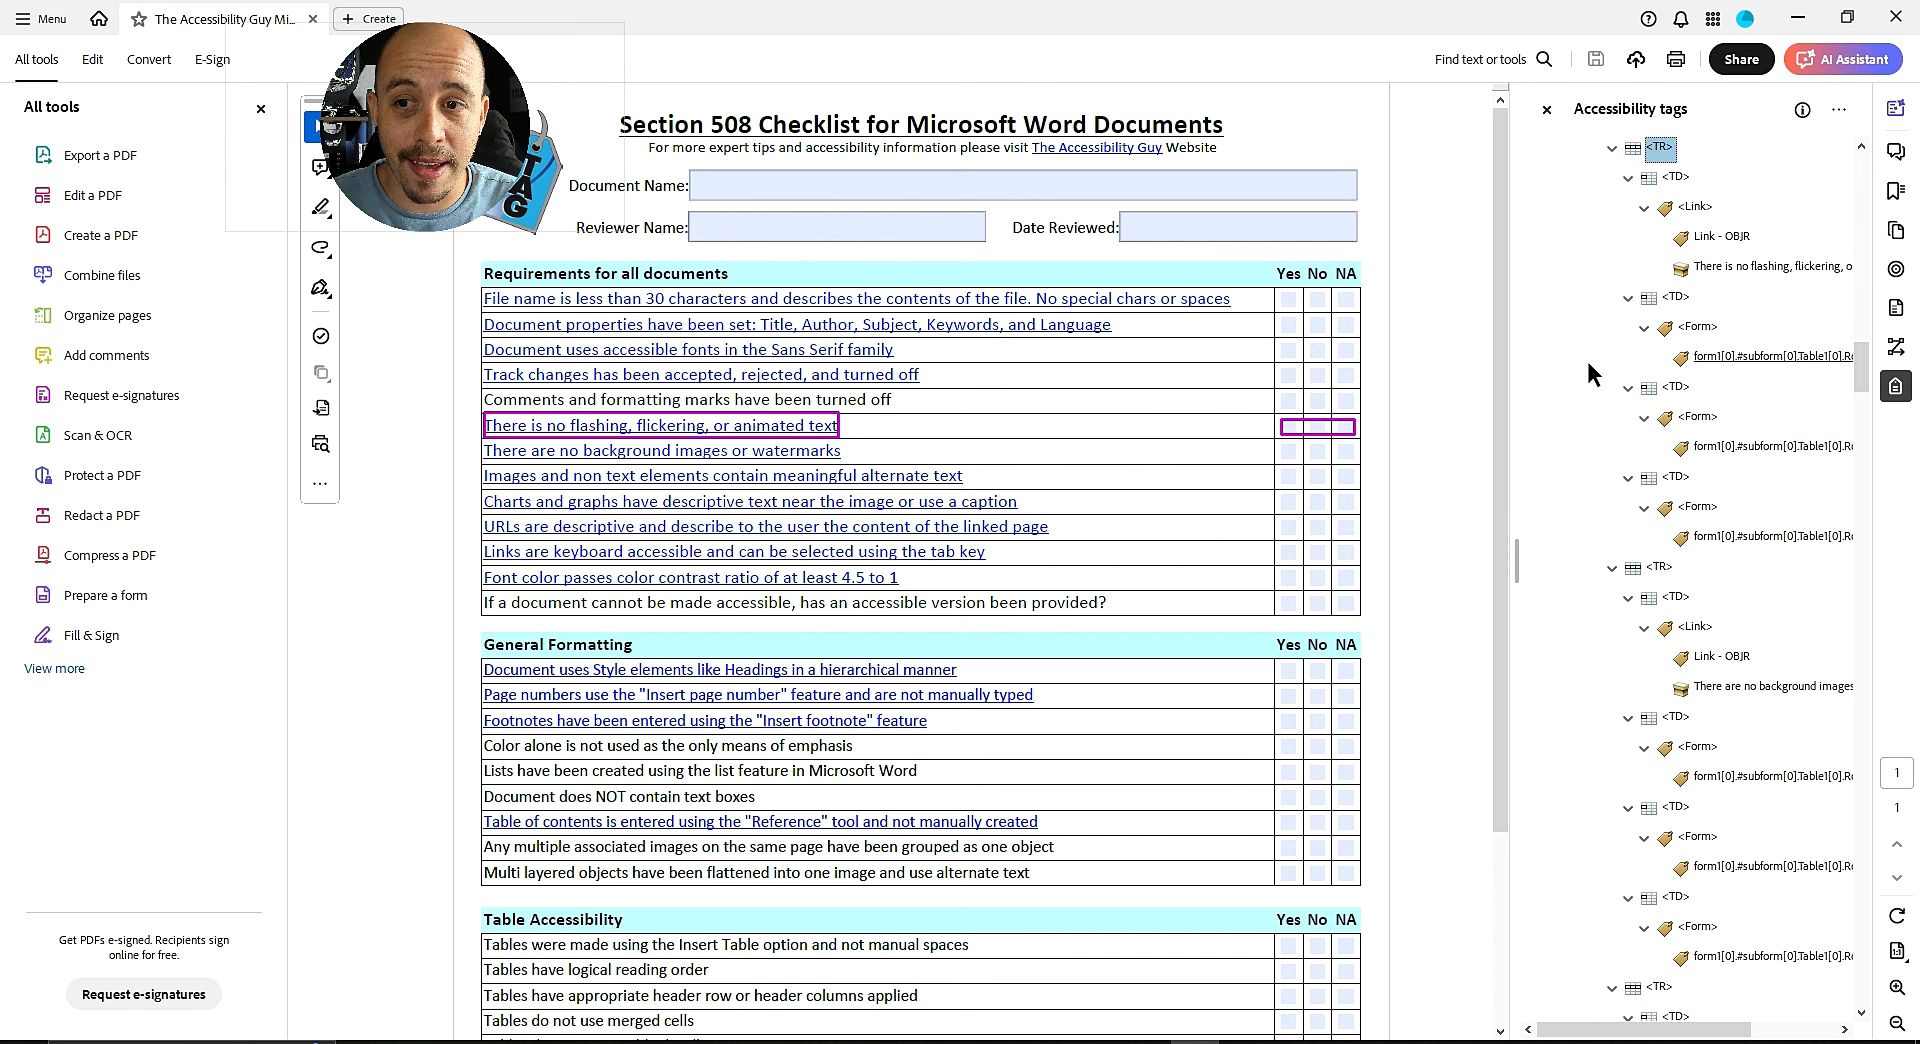 Menu
The Accessibility Guy Mi...
Create
All tools
Edit
Convert
E-Sign
Find text or tools
Share
AI Assistant
All tools
Export a PDF
Edit a PDF
Create a PDF
Combine files
Organize pages
Add comments
Request e-signatures
Scan & OCR
Protect a PDF
Redact a PDF
Compress a PDF
Prepare a form
Fill & Sign
View more
Get PDFs e-signed. Recipients sign
online for free.
Request e-signatures
TAG
Section 508 Checklist for Microsoft Word Documents
For more expert tips and accessibility information please visit The Accessibility Guy Website
Document Name:
Reviewer Name:
Date Reviewed:
Requirements for all documents Yes No NA
File name is less than 30 characters and describes the contents of the file. No special chars or spaces
Document properties have been set: Title, Author, Subject, Keywords, and Language
Document uses accessible fonts in the Sans Serif family
Track changes has been accepted, rejected, and turned off
Comments and formatting marks have been turned off
There is no flashing, flickering, or animated text
There are no background images or watermarks
Images and non text elements contain meaningful alternate text
Charts and graphs have descriptive text near the image or use a caption
URLs are descriptive and describe to the user the content of the linked page
Links are keyboard accessible and can be selected using the tab key
Font color passes color contrast ratio of at least 4.5 to 1
If a document cannot be made accessible, has an accessible version been provided?
General Formatting Yes No NA
Document uses Style elements like Headings in a hierarchical manner
Page numbers use the "Insert page number" feature and are not manually typed
Footnotes have been entered using the "Insert footnote" feature
Color alone is not used as the only means of emphasis
Lists have been created using the list feature in Microsoft Word
Document does NOT contain text boxes
Table of contents is entered using the "Reference" tool and not manually created
Any multiple associated images on the same page have been grouped as one object
Multi layered objects have been flattened into one image and use alternate text
Table Accessibility Yes No NA
Tables were made using the Insert Table option and not manual spaces
Tables have logical reading order
Tables have appropriate header row or header columns applied
Tables do not use merged cells
Accessibility tags
<TR>
<TD>
<Link>
Link - OBJR
There is no flashing, flickering, o
<TD>
<Form>
form1[0].#subform[0].Table1[0].Ro
<TD>
<Form>
form1[0].#subform[0].Table1[0].Ro
<TD>
<Form>
form1[0].#subform[0].Table1[0].Ro
<TR>
<TD>
<Link>
Link - OBJR
There are no background images
<TD>
<Form>
form1[0].#subform[0].Table1[0].Ro
<TD>
<Form>
form1[0].#subform[0].Table1[0].Ro
<TD>
<Form>
form1[0].#subform[0].Table1[0].Ro
<TR>
<TD>
1
1